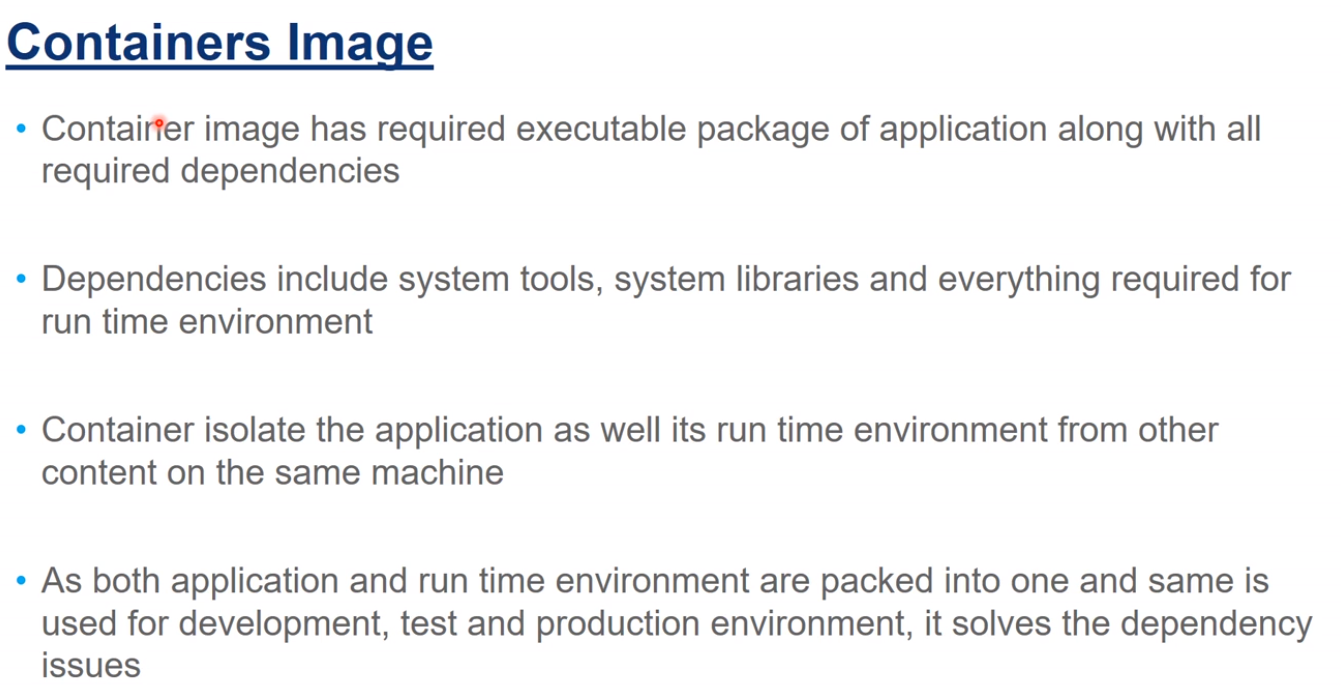 Containers Image
• Container image has required executable package of application along with all
required dependencies
• Dependencies include system tools, system libraries and everything required for
run time environment
• Container isolate the application as well its run time environment from other
content on the same machine
• As both application and run time environment are packed into one and same is
used for development, test and production environment, it solves the dependency
issues